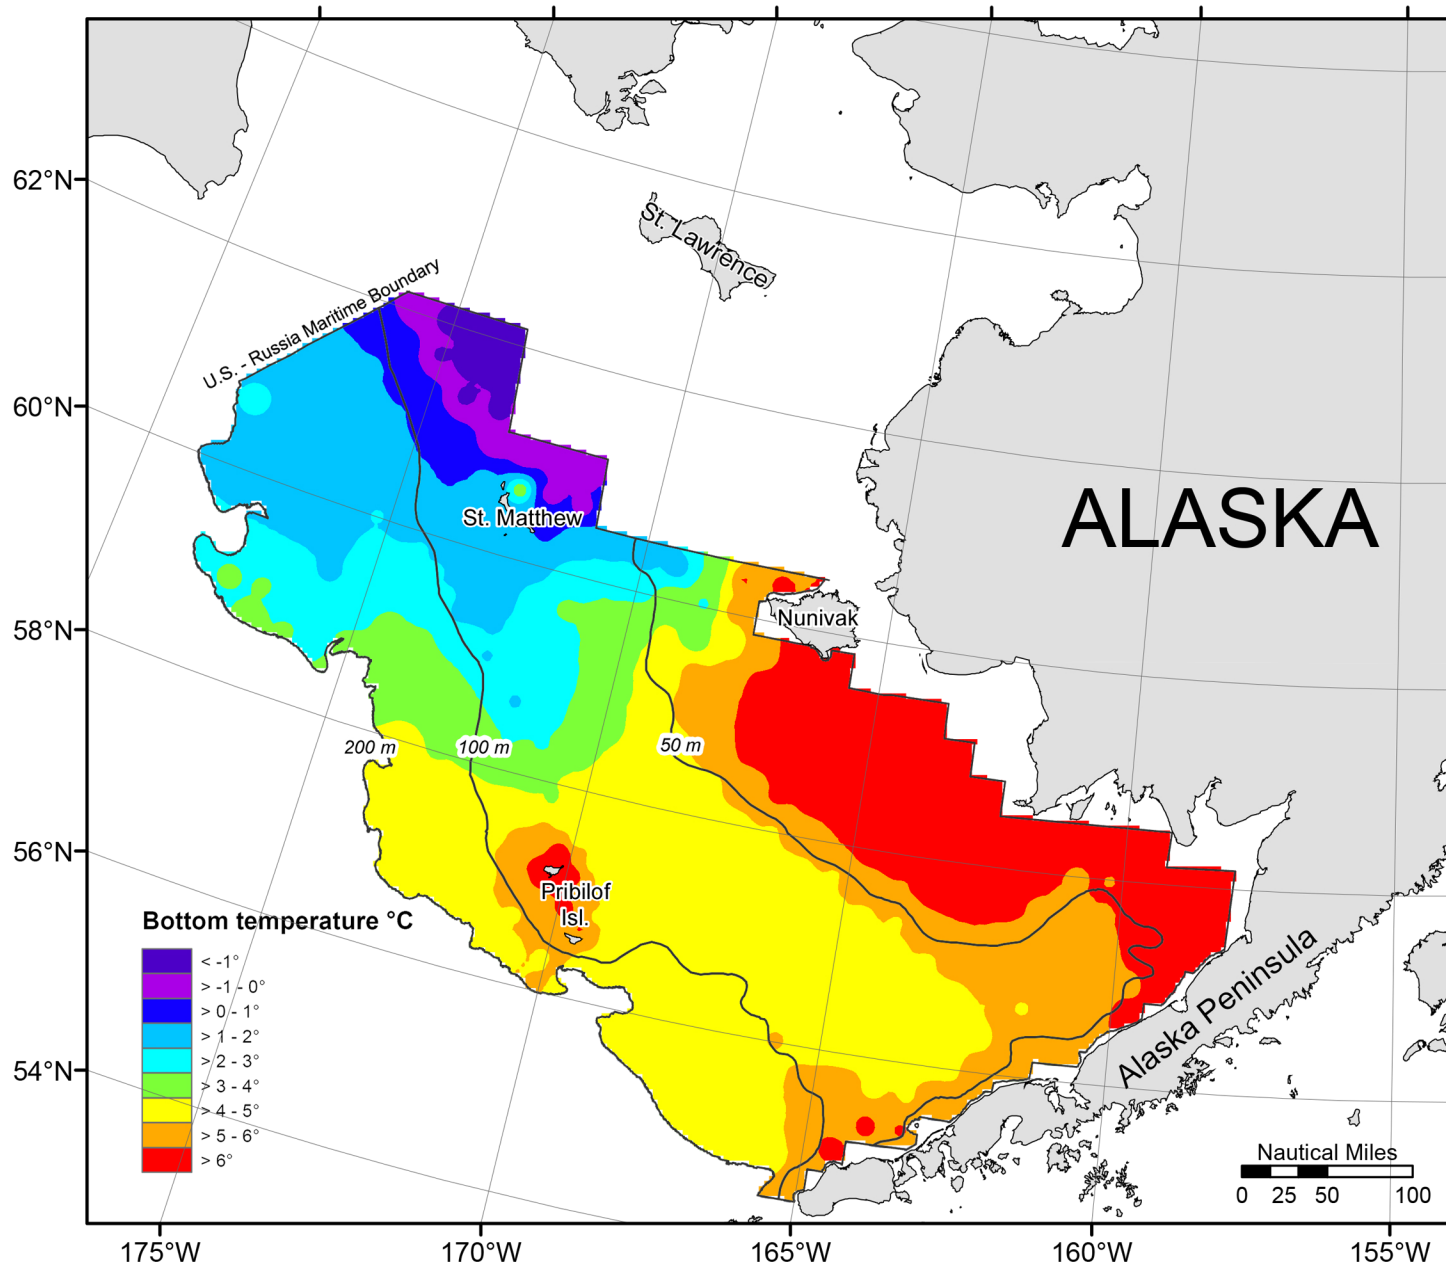 62°N
60°N
58°N
56°N
54°N
St. Lawrence
U.S. - Russia Maritime Boundary
ALASKA
St. Matthew
Nunivak
200 m
100 m
50 m
Pribilof
Isl.
Alaska Peninsula
Bottom temperature °C
< -1°
> -1 - 0°
> 0 - 1°
> 1 - 2°
> 2 - 3°
> 3 - 4°
> 4 - 5°
> 5 - 6°
> 6°
Nautical Miles
0 25 50 100
175°W 170°W 165°W 160°W 155°W